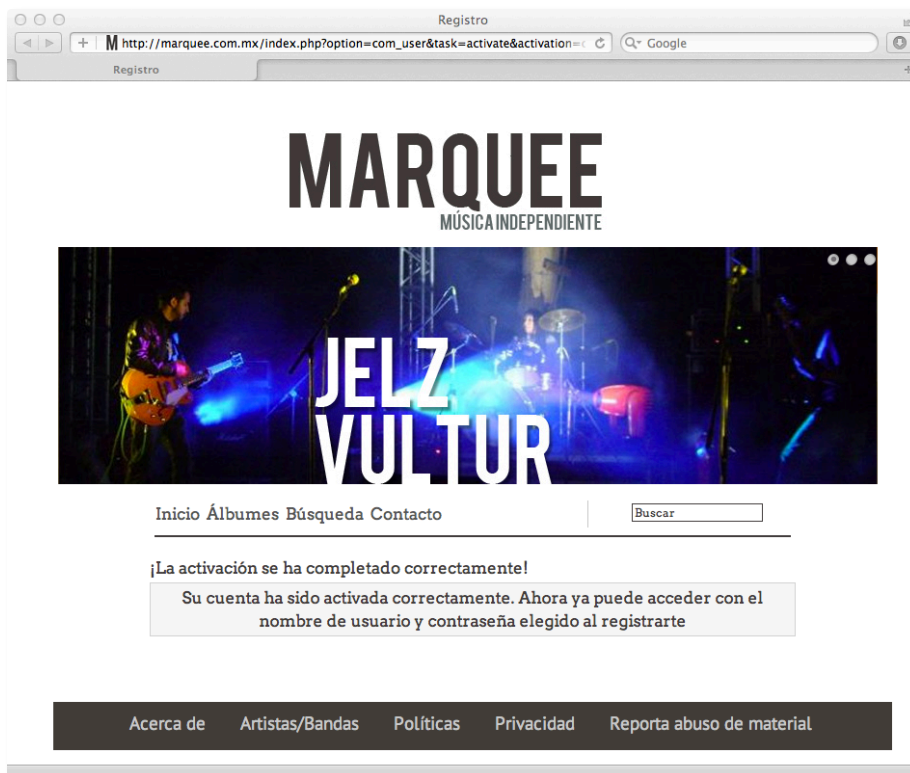 Registro
http://marquee.com.mx/index.php?option=com_user&task=activate&activation=
Google
Registro
MARQUEE
MÚSICA INDEPENDIENTE
JELZ
VULTUR
Inicio Álbumes Búsqueda Contacto
Buscar
¡La activación se ha completado correctamente!
Su cuenta ha sido activada correctamente. Ahora ya puede acceder con el
nombre de usuario y contraseña elegido al registrarte
Acerca de Artistas/Bandas Políticas Privacidad Reporta abuso de material